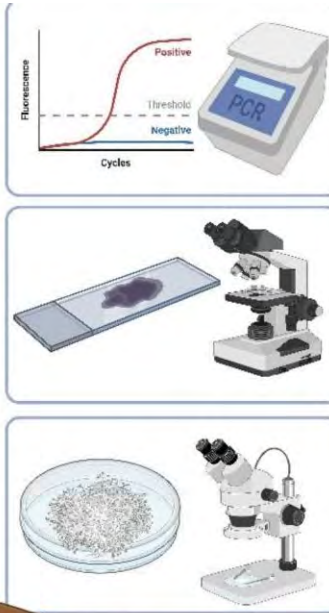 Positive
Fluorescence
Threshold
PCR
Negative
Cycles